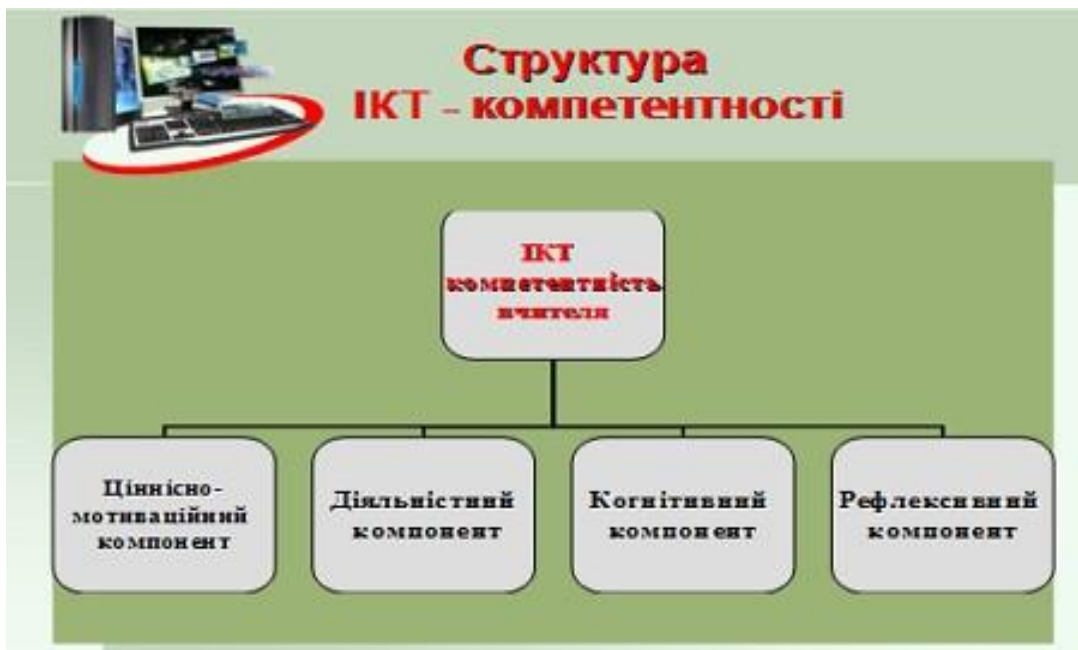 Структура
ІКТ - компетентності
ІКТ
компетентність
вчителя
Ціннісно-
мотиваційний
компонент
Діяльністний
компонент
Когнітивний
компонент
Рефлексивний
компонент